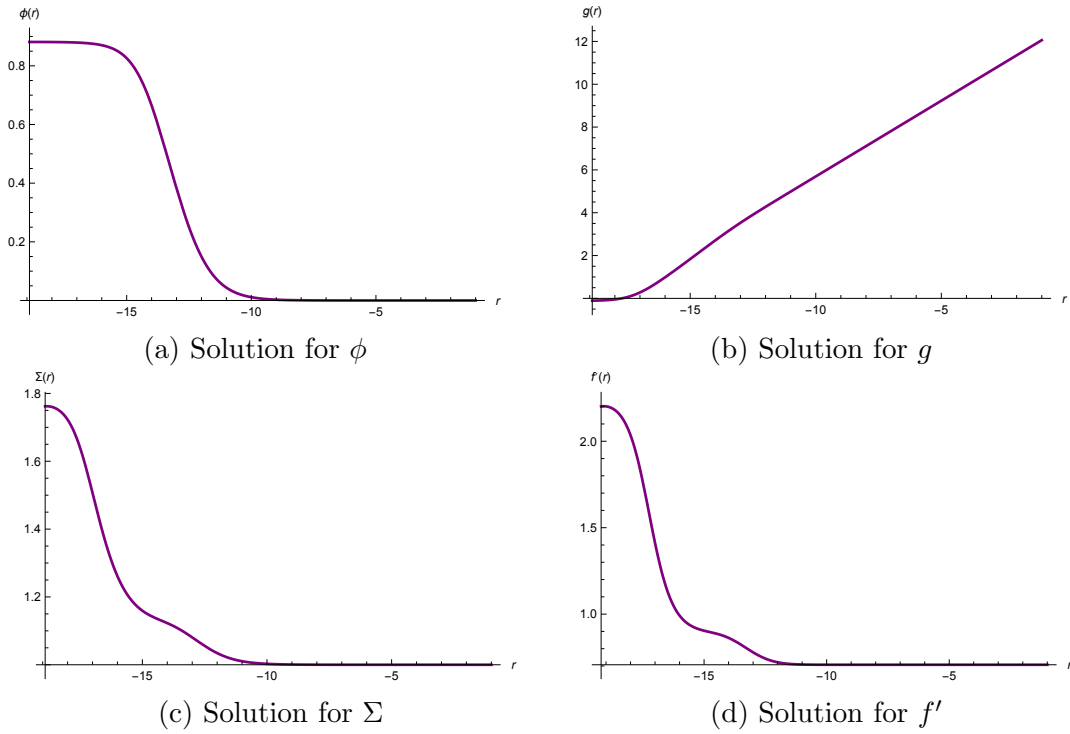 ϕ(r)
0.8
0.6
0.4
0.2
−15
−10
−5
r
(a) Solution for ϕ
g(r)
12
10
8
6
4
2
−15
−10
−5
r
(b) Solution for g
Σ(r)
1.8
1.6
1.4
1.2
−15
−10
−5
r
(c) Solution for Σ
f'(r)
2.0
1.5
1.0
−15
−10
−5
r
(d) Solution for f′